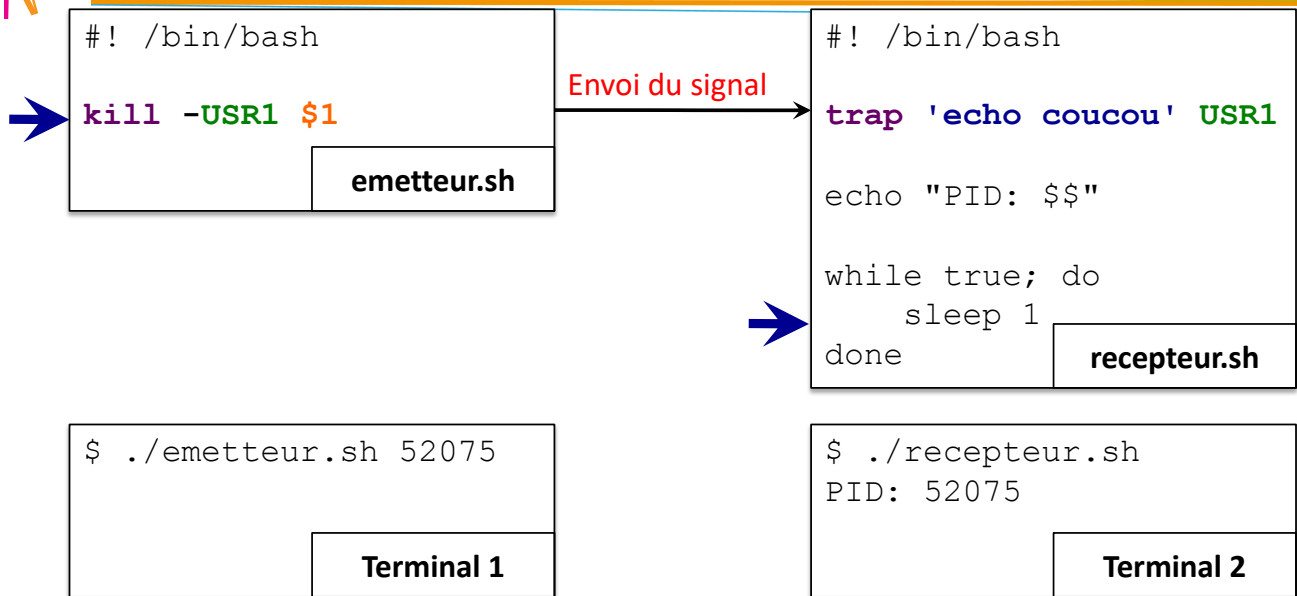 #! /bin/bash
kill -USR1 $1
emetteur.sh
Envoi du signal
#! /bin/bash
trap 'echo coucou' USR1
echo "PID: $$"
while true; do
    sleep 1
done
recepteur.sh
$ ./emetteur.sh 52075
Terminal 1
$ ./recepteur.sh
PID: 52075
Terminal 2